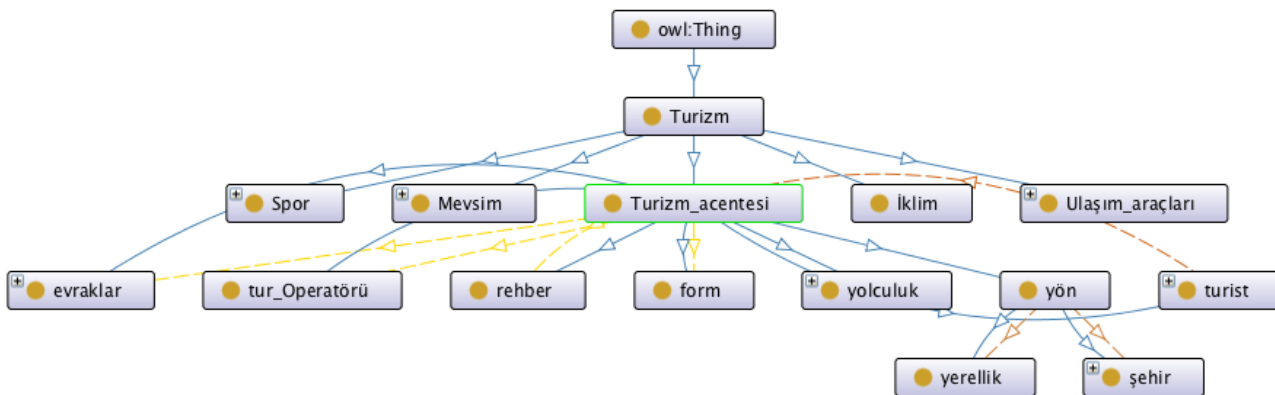 owl:Thing
Turizm
Spor
Mevsim
Turizm_acentesi
İklim
Ulaşım_araçları
evraklar
tur_Operatörü
rehber
form
yolculuk
yön
turist
yerellik
şehir